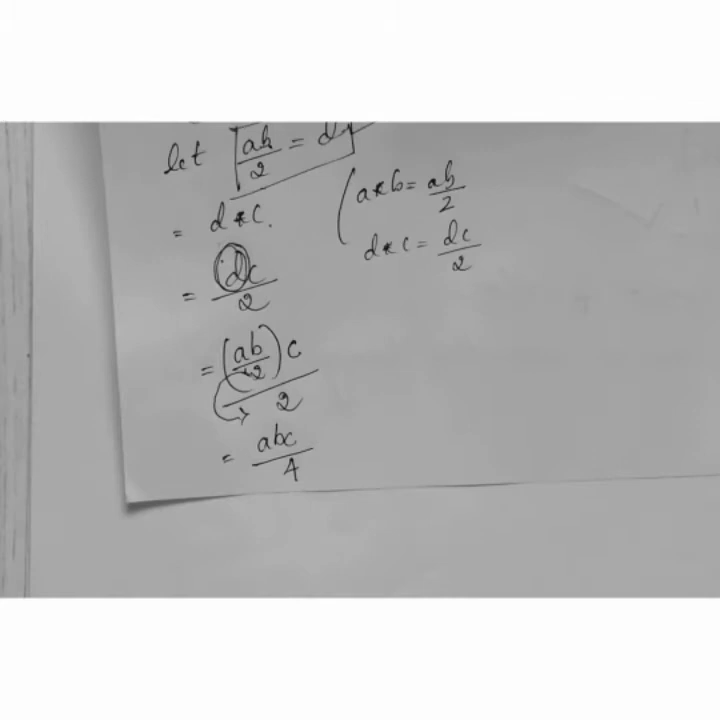 let ab/2 = d
= d*c.
(a*b = ab/2
d*c = dc/2
= dc/2
= (ab/2)c/2
= abc/4